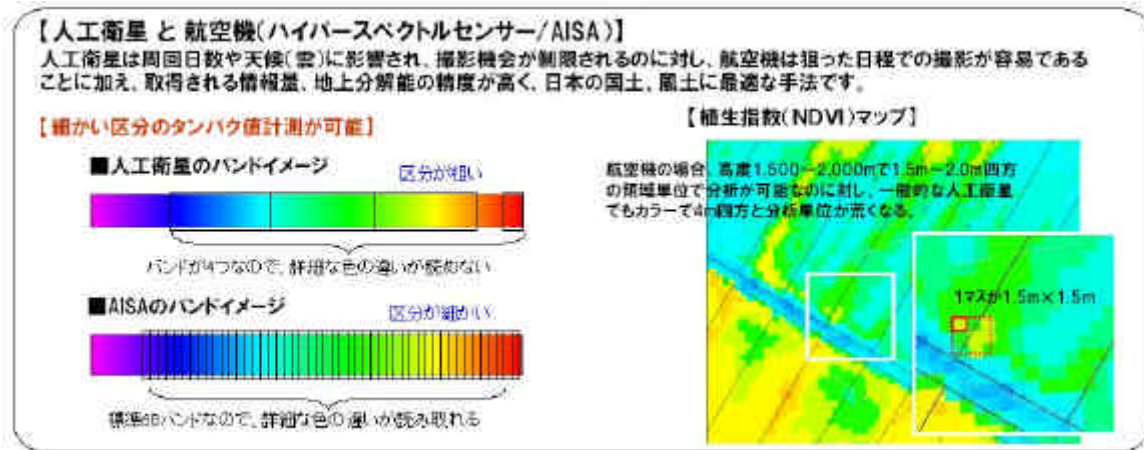 【人工衛星 と 航空機(ハイパースペクトルセンサー/AISA)】
人工衛星は周回日数や天候(雲)に影響され、撮影機会が制限されるのに対し、航空機は狙った日程での撮影が容易である
ことに加え、取得される情報量、地上分解能の精度が高く、日本の国土、風土に最適な手法です。
【細かい区分のタンパク値計測が可能】
■人工衛星のバンドイメージ
区分が粗い
バンドが4つなので、詳細な色の違いが読めない
■AISAのバンドイメージ
区分が細かい
標準68バンドなので、詳細な色の違いが読み取れる
【植生指数(NDVI)マップ】
航空機の場合、高度1,500~2,000mで1.5m~2.0m四方
の領域単位で分析が可能なのに対し、一般的な人工衛星
でもカラーで4m四方と分析単位が荒くなる。
1マスが1.5m×1.5m